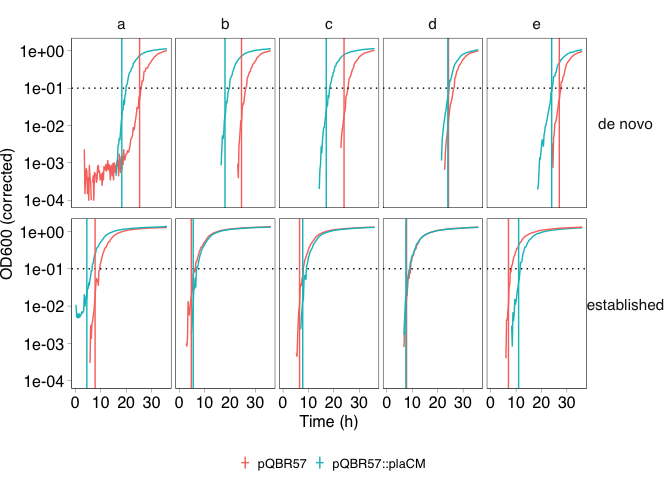 a b c d e
1e+00
1e-01
1e-02
1e-03
1e-04
de novo
OD600 (corrected)
1e+00
1e-01
1e-02
1e-03
1e-04
established
0 10 20 30 0 10 20 30 0 10 20 30 0 10 20 30 0 10 20 30
Time (h)
pQBR57 pQBR57::plaCM